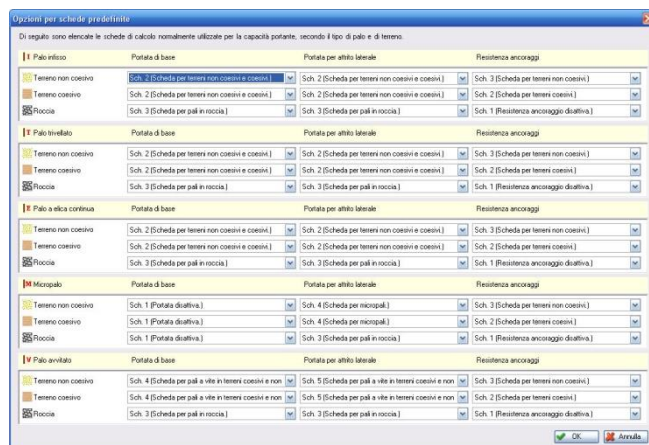 Opzioni per schede predefinite
Di seguito sono elencate le schede di calcolo normalmente utilizzate per la capacità portante, secondo il tipo di palo e di terreno.
I Palo infisso Portata di base Portata per attrito laterale Resistenza ancoraggi
Terreno non coesivo Sch. 2 (Scheda per terreni non coesivi e coesivi.) Sch. 2 (Scheda per terreni non coesivi e coesivi.) Sch. 3 (Scheda per terreni non coesivi.)
Terreno coesivo Sch. 2 (Scheda per terreni non coesivi e coesivi.) Sch. 2 (Scheda per terreni non coesivi e coesivi.) Sch. 2 (Scheda per terreni coesivi.)
Roccia Sch. 3 (Scheda per pali in roccia.) Sch. 3 (Scheda per pali in roccia.) Sch. 1 (Resistenza ancoraggio disattiva.)
T Palo trivellato Portata di base Portata per attrito laterale Resistenza ancoraggi
Terreno non coesivo Sch. 2 (Scheda per terreni non coesivi e coesivi.) Sch. 2 (Scheda per terreni non coesivi e coesivi.) Sch. 3 (Scheda per terreni non coesivi.)
Terreno coesivo Sch. 2 (Scheda per terreni non coesivi e coesivi.) Sch. 2 (Scheda per terreni non coesivi e coesivi.) Sch. 2 (Scheda per terreni coesivi.)
Roccia Sch. 3 (Scheda per pali in roccia.) Sch. 3 (Scheda per pali in roccia.) Sch. 1 (Resistenza ancoraggio disattiva.)
E Palo a elica continua Portata di base Portata per attrito laterale Resistenza ancoraggi
Terreno non coesivo Sch. 2 (Scheda per terreni non coesivi e coesivi.) Sch. 2 (Scheda per terreni non coesivi e coesivi.) Sch. 3 (Scheda per terreni non coesivi.)
Terreno coesivo Sch. 2 (Scheda per terreni non coesivi e coesivi.) Sch. 2 (Scheda per terreni non coesivi e coesivi.) Sch. 2 (Scheda per terreni coesivi.)
Roccia Sch. 3 (Scheda per pali in roccia.) Sch. 3 (Scheda per pali in roccia.) Sch. 1 (Resistenza ancoraggio disattiva.)
M Micropalo Portata di base Portata per attrito laterale Resistenza ancoraggi
Terreno non coesivo Sch. 1 (Portata disattiva.) Sch. 4 (Scheda per micropali.) Sch. 3 (Scheda per terreni non coesivi.)
Terreno coesivo Sch. 1 (Portata disattiva.) Sch. 4 (Scheda per micropali.) Sch. 2 (Scheda per terreni coesivi.)
Roccia Sch. 1 (Portata disattiva.) Sch. 3 (Scheda per pali in roccia.) Sch. 1 (Resistenza ancoraggio disattiva.)
V Palo avvitato Portata di base Portata per attrito laterale Resistenza ancoraggi
Terreno non coesivo Sch. 4 (Scheda per pali a vite in terreni coesivi e non Sch. 5 (Scheda per pali a vite in terreni coesivi e non Sch. 3 (Scheda per terreni non coesivi.)
Terreno coesivo Sch. 4 (Scheda per pali a vite in terreni coesivi e non Sch. 5 (Scheda per pali a vite in terreni coesivi e non Sch. 2 (Scheda per terreni coesivi.)
Roccia Sch. 3 (Scheda per pali in roccia.) Sch. 3 (Scheda per pali in roccia.) Sch. 1 (Resistenza ancoraggio disattiva.)
OK Annulla